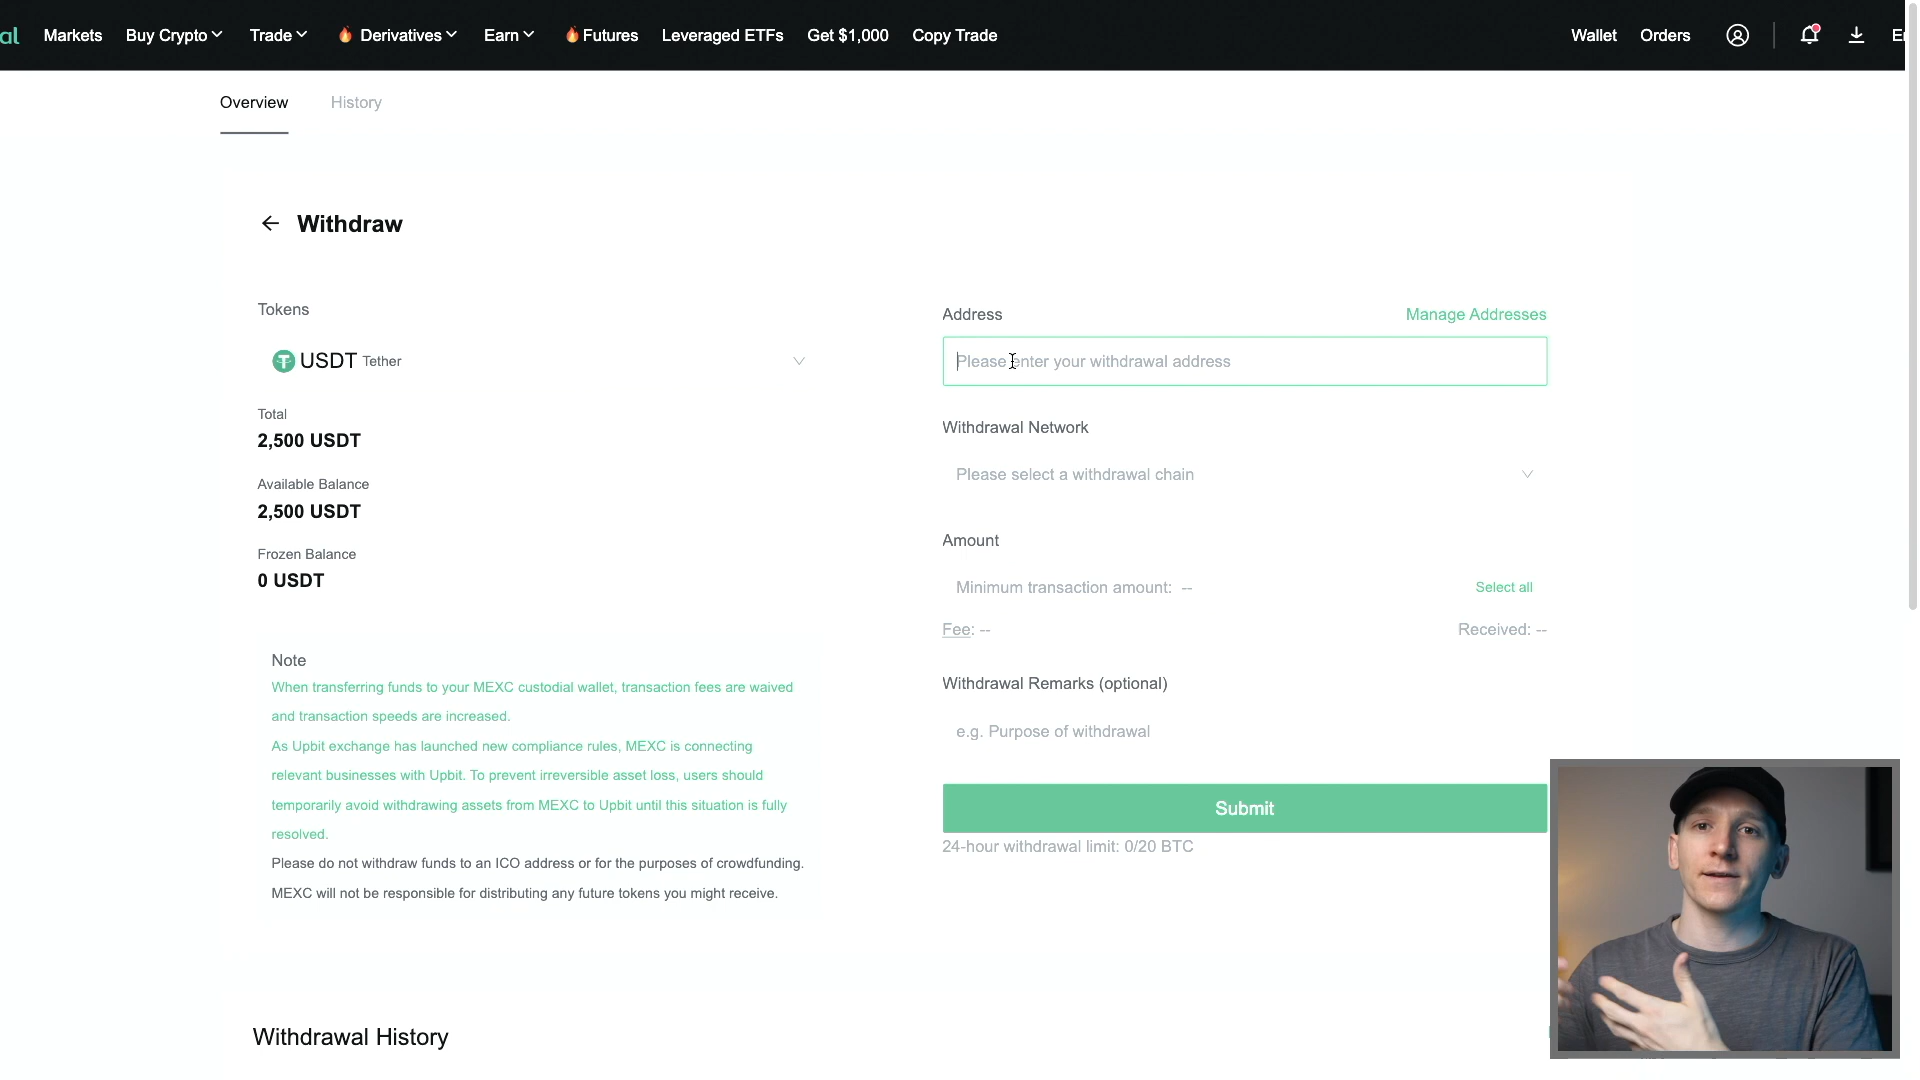 al Markets Buy Crypto Trade Derivatives Earn Futures Leveraged ETFs Get $1,000 Copy Trade Wallet Orders
Overview History
Withdraw
Tokens
Address Manage Addresses
USDT Tether
Please enter your withdrawal address
Total
2,500 USDT
Withdrawal Network
Please select a withdrawal chain
Available Balance
2,500 USDT
Amount
Frozen Balance
0 USDT
Minimum transaction amount: -- Select all
Fee: -- Received: --
Note
Withdrawal Remarks (optional)
When transferring funds to your MEXC custodial wallet, transaction fees are waived
and transaction speeds are increased.
e.g. Purpose of withdrawal
As Upbit exchange has launched new compliance rules, MEXC is connecting
relevant businesses with Upbit. To prevent irreversible asset loss, users should
temporarily avoid withdrawing assets from MEXC to Upbit until this situation is fully
resolved.
Submit
24-hour withdrawal limit: 0/20 BTC
Please do not withdraw funds to an ICO address or for the purposes of crowdfunding.
MEXC will not be responsible for distributing any future tokens you might receive.
Withdrawal History